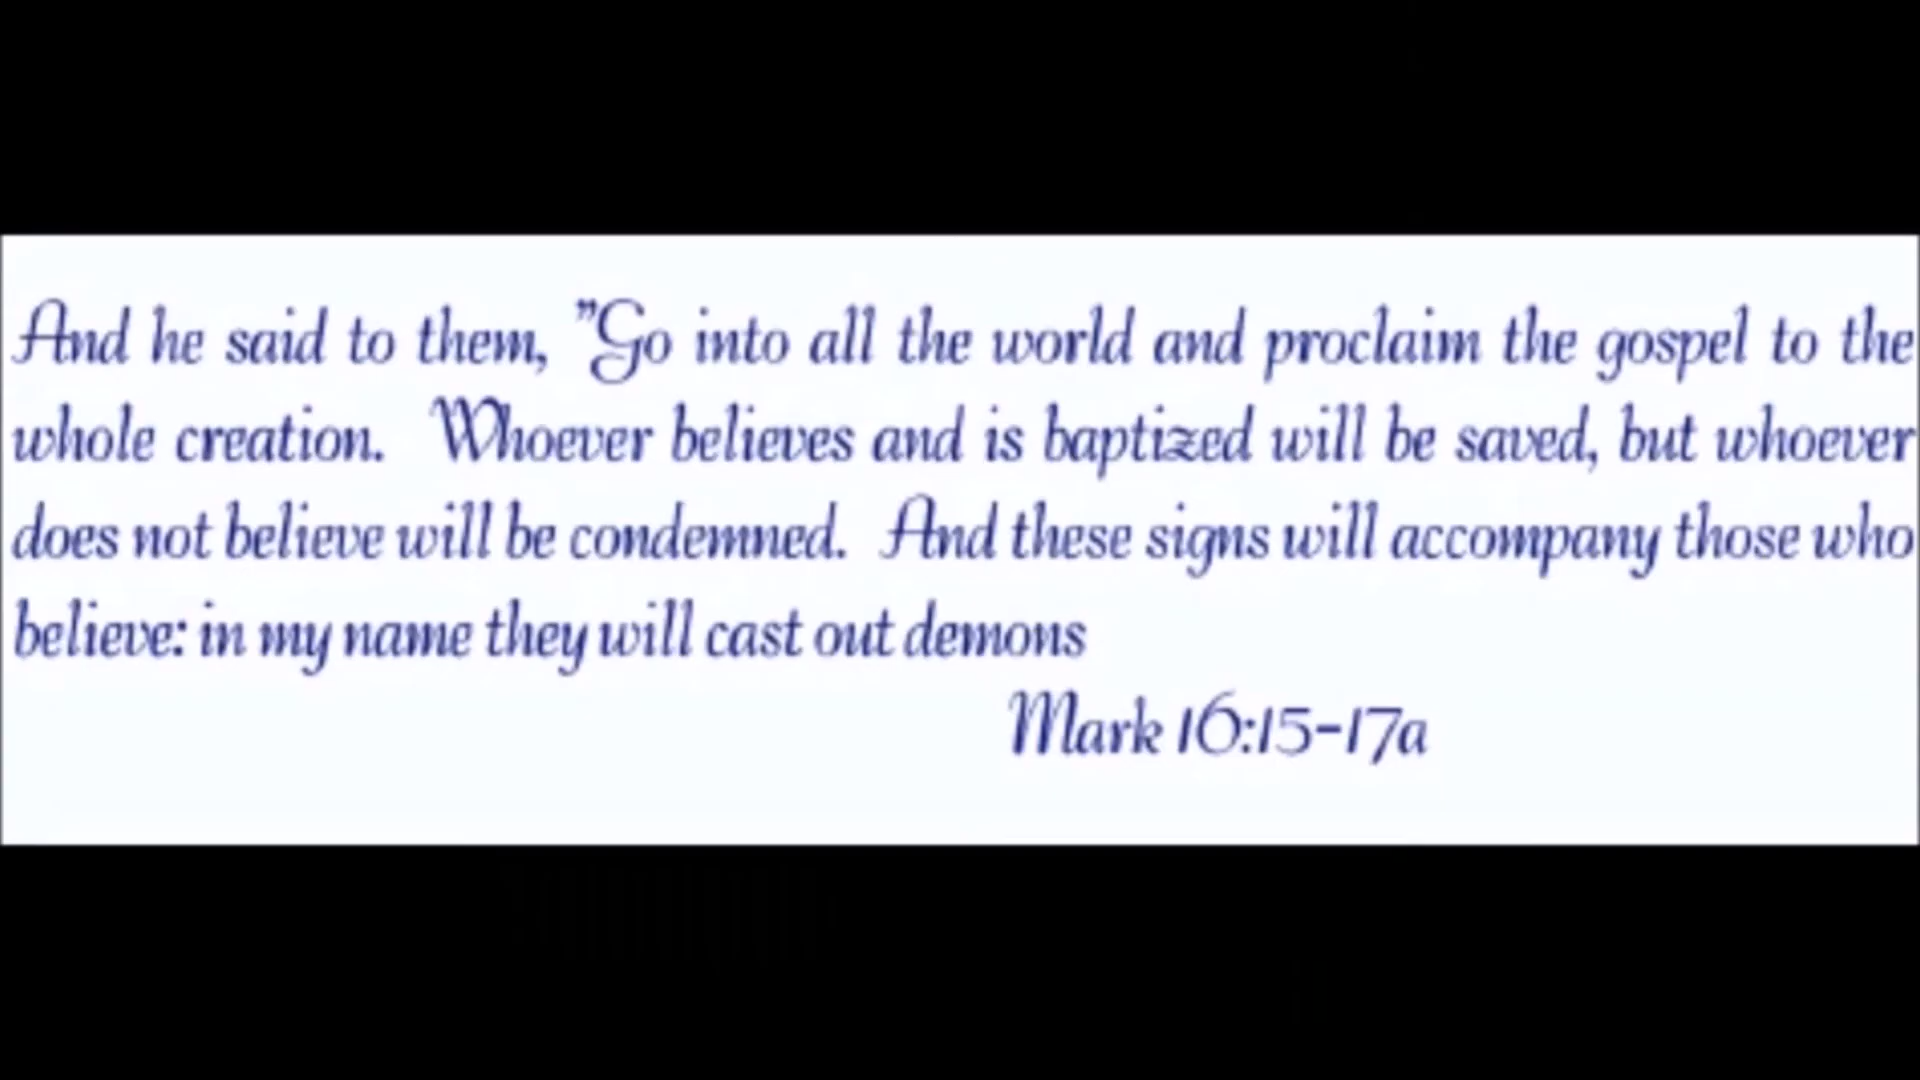 And he said to them, "Go into all the world and proclaim the gospel to the
whole creation. Whoever believes and is baptized will be saved, but whoever
does not believe will be condemned. And these signs will accompany those who
believe: in my name they will cast out demons
Mark 16:15-17a